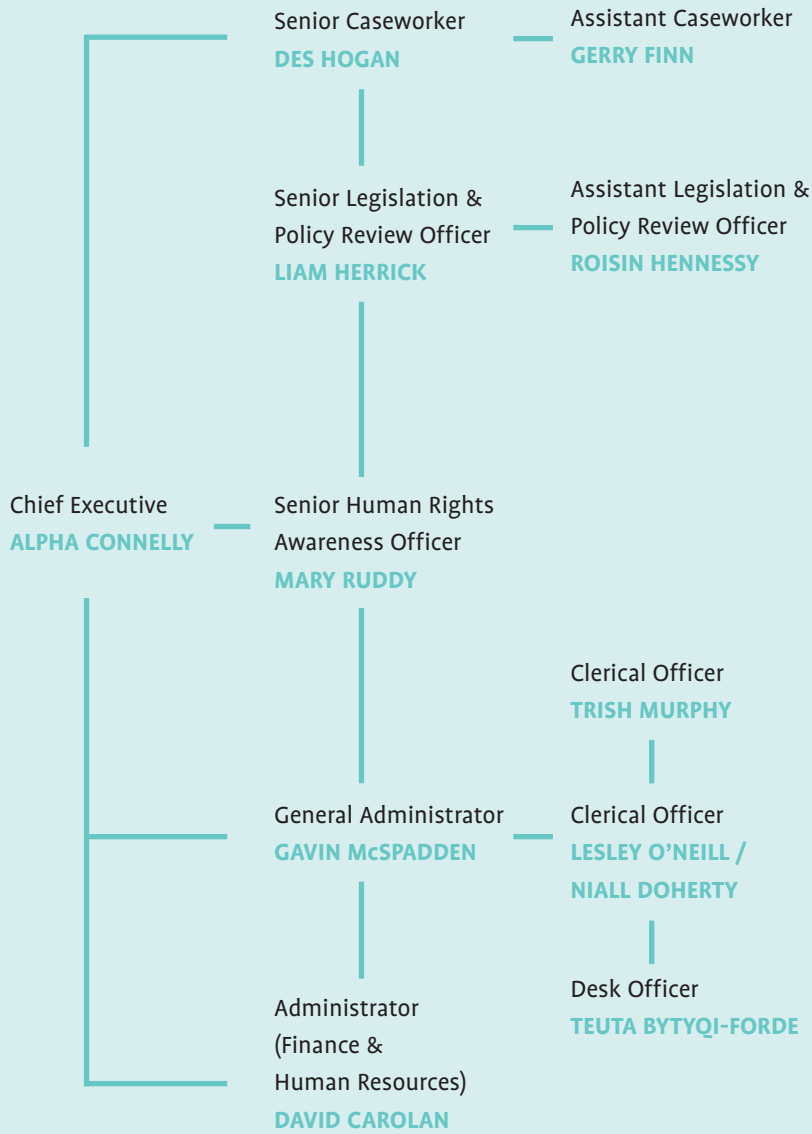 Senior Caseworker
DES HOGAN
Assistant Caseworker
GERRY FINN
Senior Legislation &
Policy Review Officer
LIAM HERRICK
Assistant Legislation &
Policy Review Officer
ROISIN HENNESSY
Chief Executive
ALPHA CONNELLY
Senior Human Rights
Awareness Officer
MARY RUDDY
Clerical Officer
TRISH MURPHY
General Administrator
GAVIN McSPADDEN
Clerical Officer
LESLEY O'NEILL /
NIALL DOHERTY
Desk Officer
TEUTA BYTYQI-FORDE
Administrator
(Finance &
Human Resources)
DAVID CAROLAN